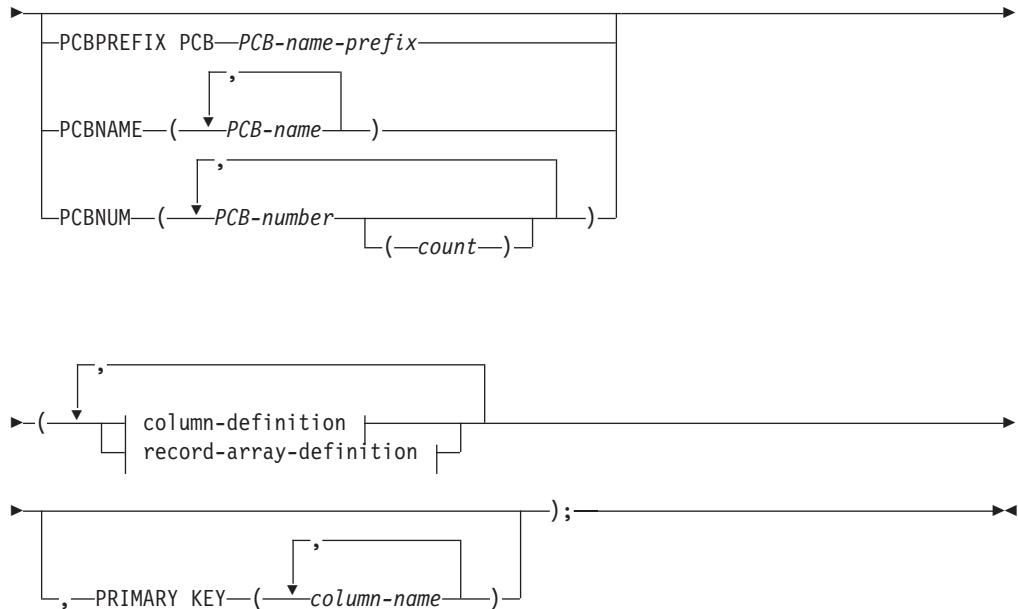 PCBPREFIX PCB PCB-name-prefix
,
PCBNAME ( PCB-name )
,
PCBNUM ( PCB-number )
( count )
,
( column-definition
record-array-definition
);
,
, PRIMARY KEY ( column-name )